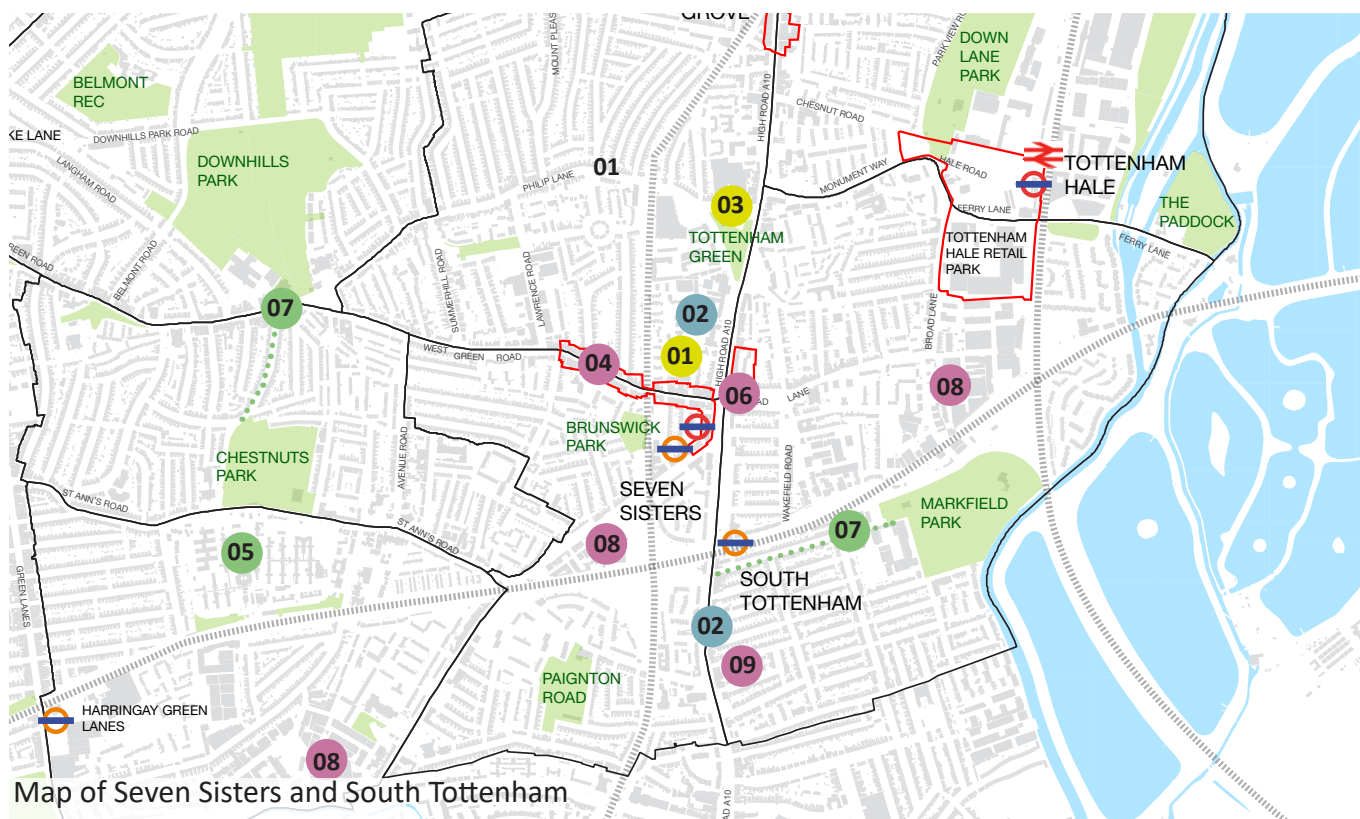 GROVE
MOUNT PLEAS
HIGH ROAD A10
PARK VIEW RO
DOWN
LANE
PARK
BELMONT
REC
CHESNUT ROAD
KE LANE
DOWNHILLS PARK ROAD
LANGHAM ROAD
DOWNHILLS
PARK
PHILIP LANE
01
MONUMENT WAY
HALE ROAD
TOTTENHAM
HALE
03
FERRY LANE
THE
PADDOCK
TOTTENHAM
GREEN
TOTTENHAM
HALE RETAIL
PARK
FERRY LANE
GREEN ROAD
BELMONT ROAD
SUMMERHILL ROAD
LAWRENCE ROAD
07
02
HIGH ROAD A10
BROAD LANE
WEST GREEN ROAD
04
01
06
AD LANE
08
BRUNSWICK
PARK
CHESTNUTS
PARK
AVENUE ROAD
WAKEFIELD ROAD
SEVEN
SISTERS
MARKFIELD
PARK
ST ANN'S ROAD
ST ANN'S ROAD
05
08
07
GREEN LANES
SOUTH
TOTTENHAM
02
09
PAIGNTON
ROAD
HARRINGAY GREEN
LANES
08
Map of Seven Sisters and South Tottenham
AD A10